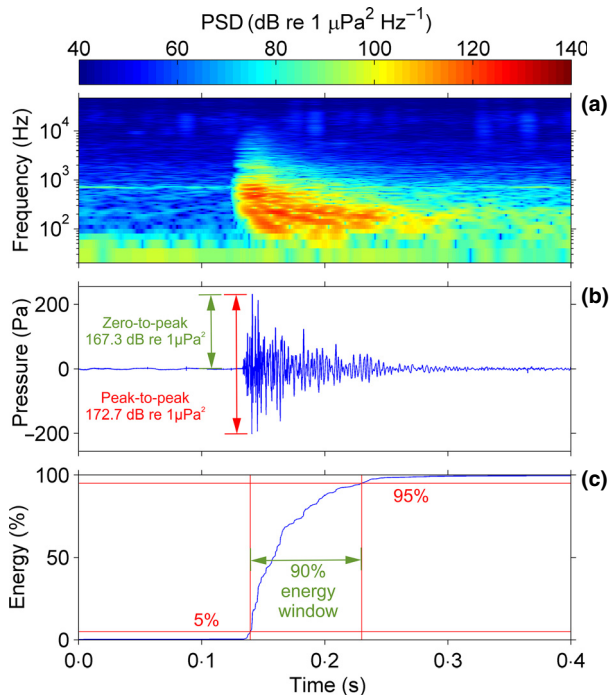 PSD (dB re 1 μPa² Hz⁻¹)
40 60 80 100 120 140
(a)
Frequency (Hz)
10⁴
10³
10²
(b)
Pressure (Pa)
200
0
−200
Zero-to-peak
167.3 dB re 1μPa²
Peak-to-peak
172.7 dB re 1μPa²
(c)
Energy (%)
100
50
0
95%
90%
energy
window
5%
0.0 0.1 0.2 0.3 0.4
Time (s)